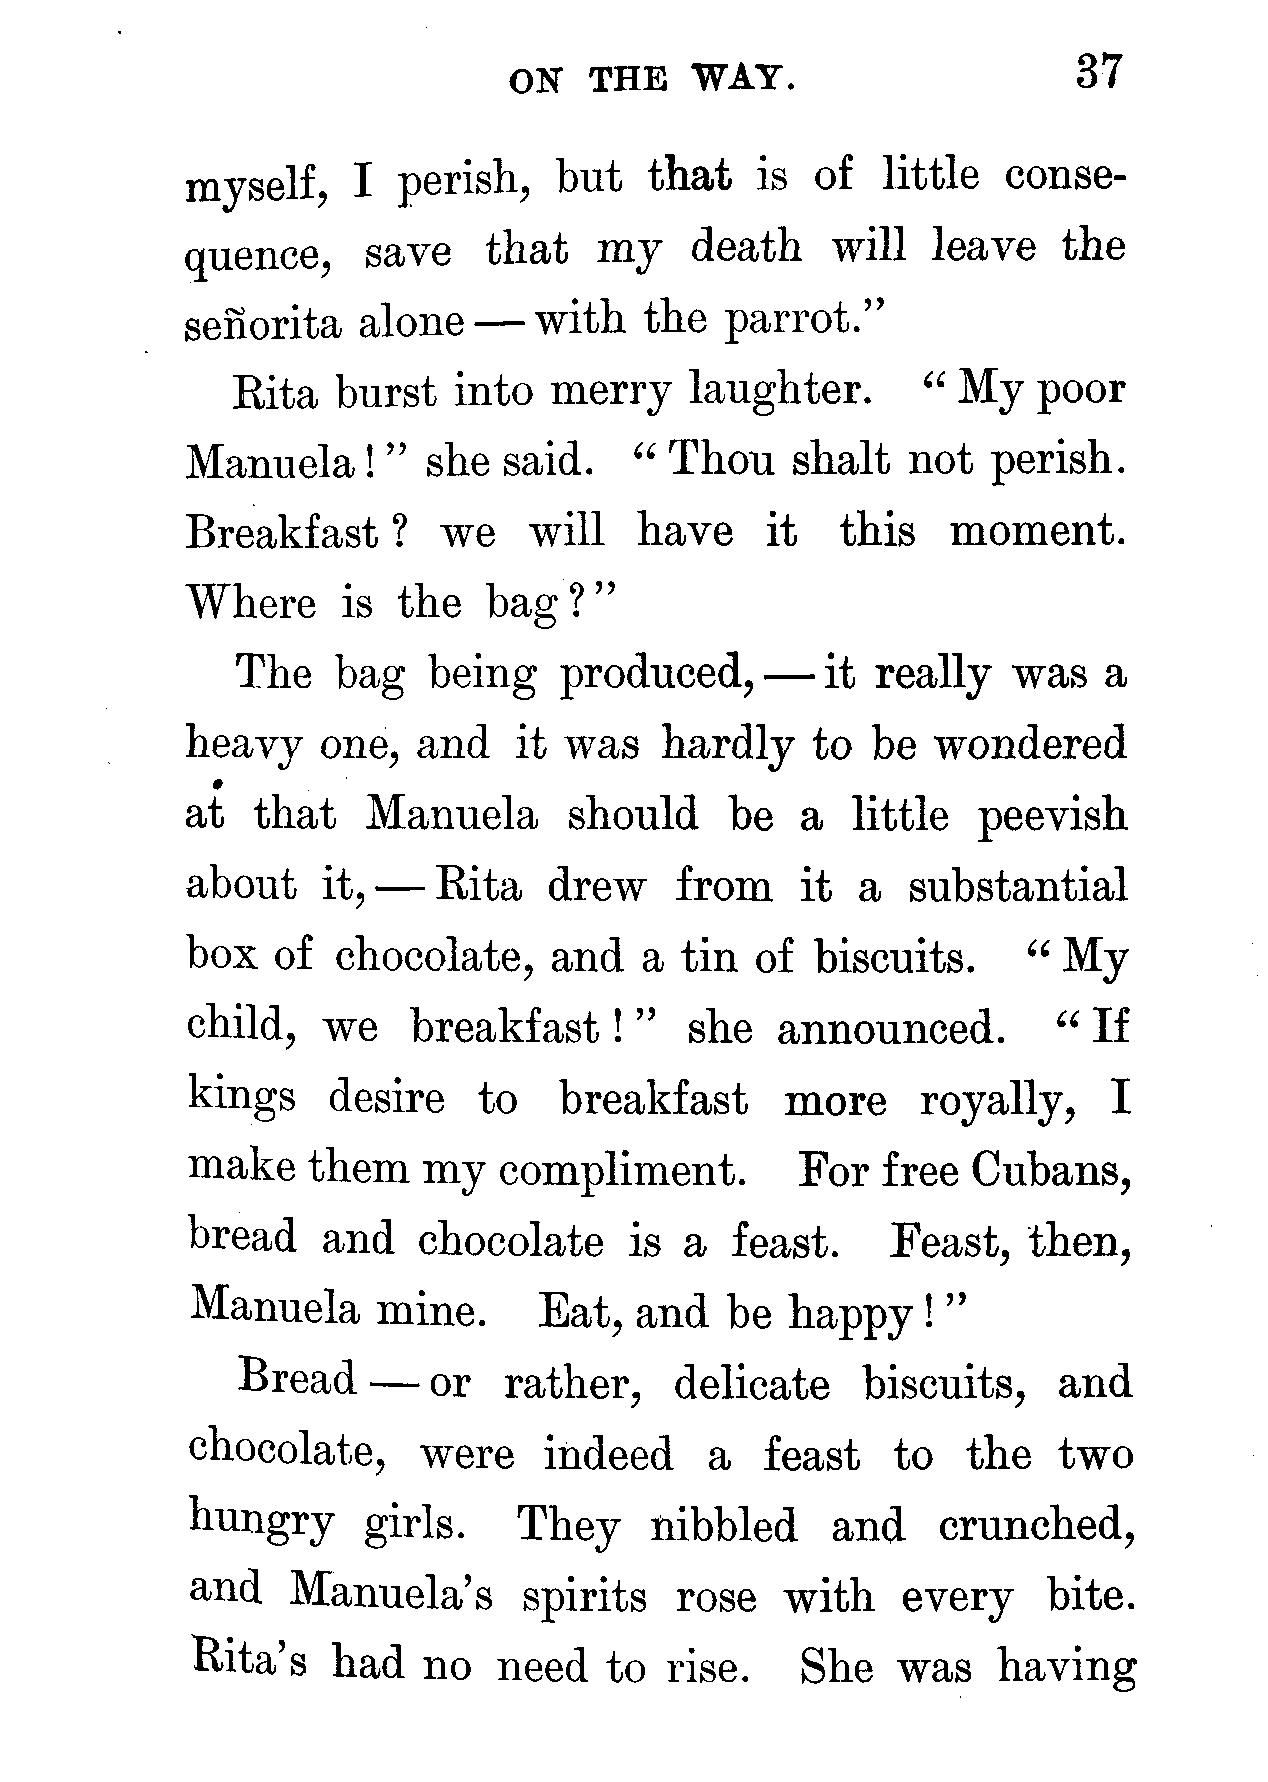 ON THE WAY. 37
myself, I perish, but that is of little conse-
quence, save that my death will leave the
señorita alone — with the parrot."
Rita burst into merry laughter. "My poor
Manuela!" she said. "Thou shalt not perish.
Breakfast? we will have it this moment.
Where is the bag?"
The bag being produced, — it really was a
heavy one, and it was hardly to be wondered
at that Manuela should be a little peevish
about it, — Rita drew from it a substantial
box of chocolate, and a tin of biscuits. "My
child, we breakfast!" she announced. "If
kings desire to breakfast more royally, I
make them my compliment. For free Cubans,
bread and chocolate is a feast. Feast, then,
Manuela mine. Eat, and be happy!"
Bread — or rather, delicate biscuits, and
chocolate, were indeed a feast to the two
hungry girls. They nibbled and crunched,
and Manuela's spirits rose with every bite.
Rita's had no need to rise. She was having